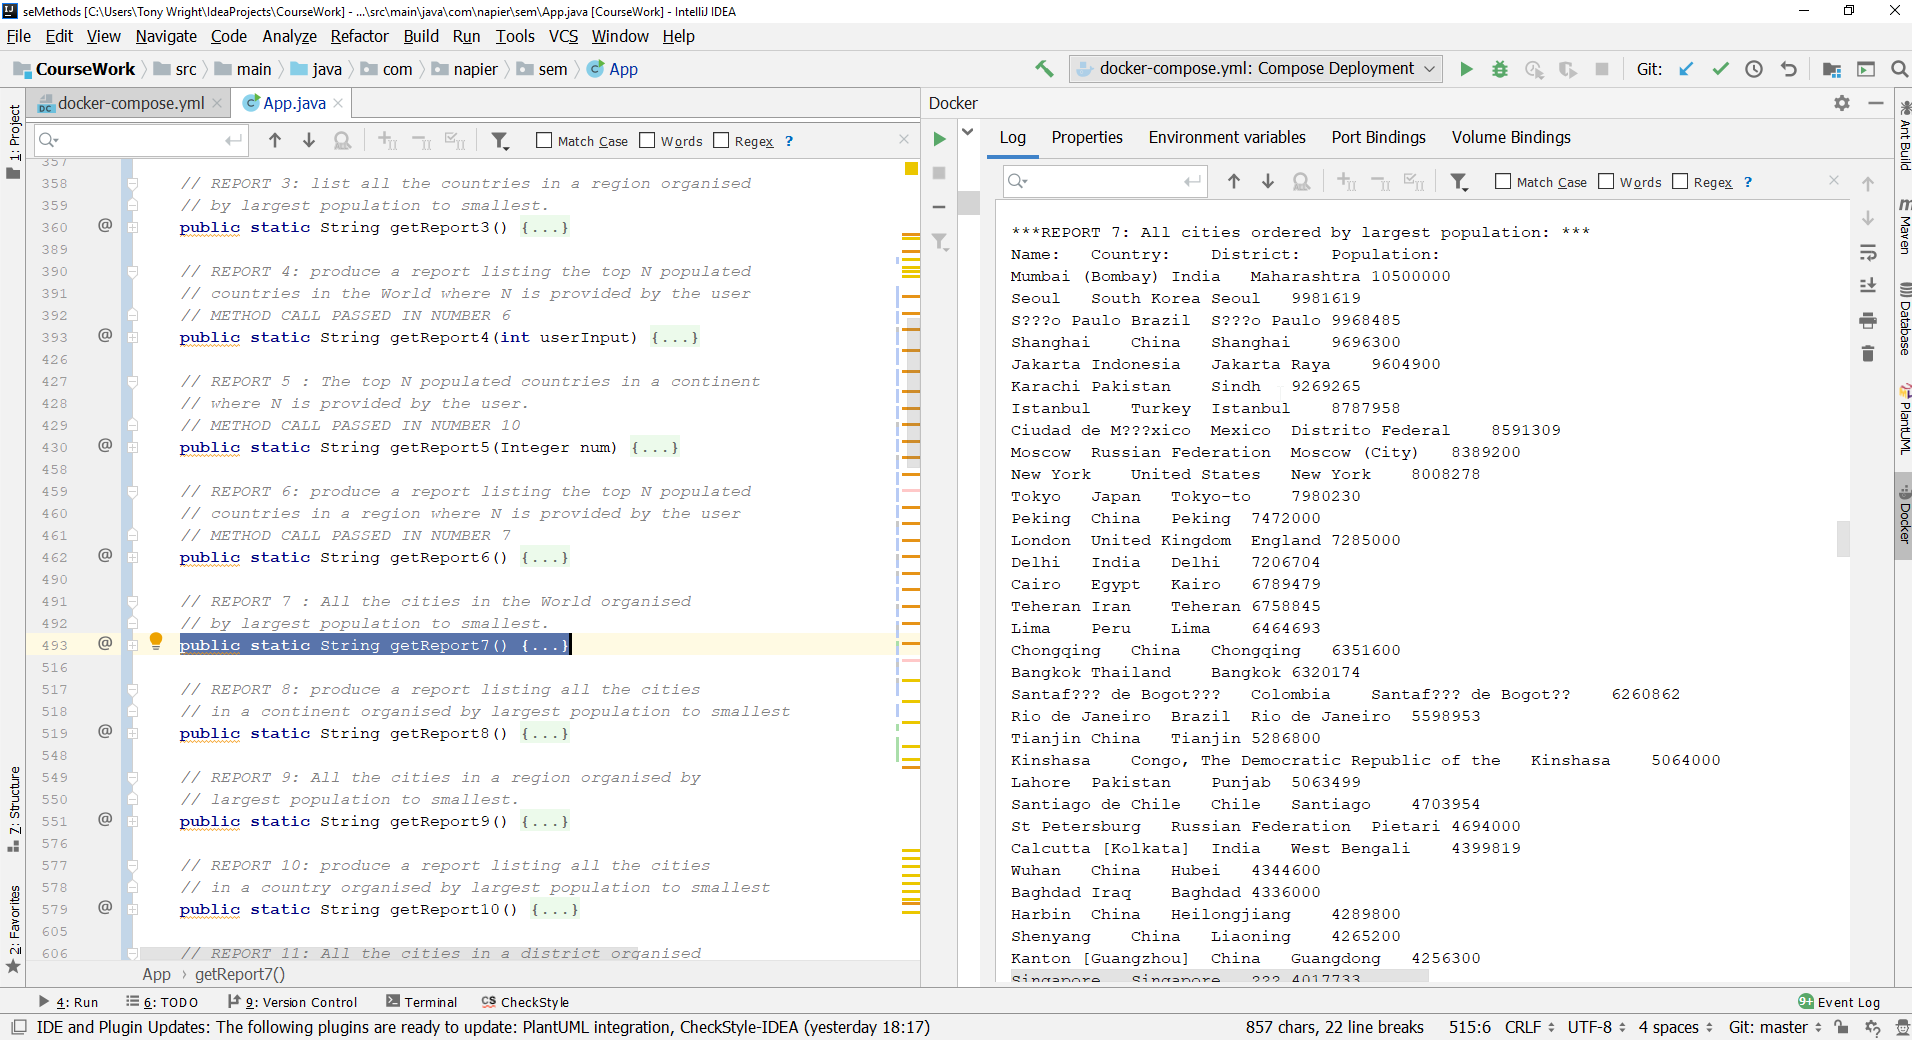 seMethods [C:\Users\Tony Wright\IdeaProjects\CourseWork] - ...\src\main\java\com\napier\sem\App.java [CourseWork] - IntelliJ IDEA
File Edit View Navigate Code Analyze Refactor Build Run Tools VCS Window Help
CourseWork src main java com napier sem App docker-compose.yml: Compose Deployment Git:
1: Project
7: Structure
2: Favorites
docker-compose.yml App.java
Match Case Words Regex ?
357
358 // REPORT 3: list all the countries in a region organised
359 // by largest population to smallest.
360 @ public static String getReport3() {...}
389
390 // REPORT 4: produce a report listing the top N populated
391 // countries in the World where N is provided by the user
392 // METHOD CALL PASSED IN NUMBER 6
393 @ public static String getReport4(int userInput) {...}
426
427 // REPORT 5 : The top N populated countries in a continent
428 // where N is provided by the user.
429 // METHOD CALL PASSED IN NUMBER 10
430 @ public static String getReport5(Integer num) {...}
458
459 // REPORT 6: produce a report listing the top N populated
460 // countries in a region where N is provided by the user
461 // METHOD CALL PASSED IN NUMBER 7
462 @ public static String getReport6() {...}
490
491 // REPORT 7 : All the cities in the World organised
492 // by largest population to smallest.
493 @ public static String getReport7() {...}
516
517 // REPORT 8: produce a report listing all the cities
518 // in a continent organised by largest population to smallest
519 @ public static String getReport8() {...}
548
549 // REPORT 9: All the cities in a region organised by
550 // largest population to smallest.
551 @ public static String getReport9() {...}
576
577 // REPORT 10: produce a report listing all the cities
578 // in a country organised by largest population to smallest
579 @ public static String getReport10() {...}
605
606 // REPORT 11: All the cities in a district organised
App › getReport7()
Docker
Log Properties Environment variables Port Bindings Volume Bindings
Match Case Words Regex ?
***REPORT 7: All cities ordered by largest population: ***
Name: Country: District: Population:
Mumbai (Bombay) India Maharashtra 10500000
Seoul South Korea Seoul 9981619
S???o Paulo Brazil S???o Paulo 9968485
Shanghai China Shanghai 9696300
Jakarta Indonesia Jakarta Raya 9604900
Karachi Pakistan Sindh 9269265
Istanbul Turkey Istanbul 8787958
Ciudad de M???xico Mexico Distrito Federal 8591309
Moscow Russian Federation Moscow (City) 8389200
New York United States New York 8008278
Tokyo Japan Tokyo-to 7980230
Peking China Peking 7472000
London United Kingdom England 7285000
Delhi India Delhi 7206704
Cairo Egypt Kairo 6789479
Teheran Iran Teheran 6758845
Lima Peru Lima 6464693
Chongqing China Chongqing 6351600
Bangkok Thailand Bangkok 6320174
Santaf??? de Bogot??? Colombia Santaf??? de Bogot?? 6260862
Rio de Janeiro Brazil Rio de Janeiro 5598953
Tianjin China Tianjin 5286800
Kinshasa Congo, The Democratic Republic of the Kinshasa 5064000
Lahore Pakistan Punjab 5063499
Santiago de Chile Chile Santiago 4703954
St Petersburg Russian Federation Pietari 4694000
Calcutta [Kolkata] India West Bengali 4399819
Wuhan China Hubei 4344600
Baghdad Iraq Baghdad 4336000
Harbin China Heilongjiang 4289800
Shenyang China Liaoning 4265200
Kanton [Guangzhou] China Guangdong 4256300
Singapore Singapore ??? 4017733
Ant Build
Maven
Database
PlantUML
Docker
4: Run 6: TODO 9: Version Control Terminal CheckStyle 9+ Event Log
IDE and Plugin Updates: The following plugins are ready to update: PlantUML integration, CheckStyle-IDEA (yesterday 18:17) 857 chars, 22 line breaks 515:6 CRLF UTF-8 4 spaces Git: master